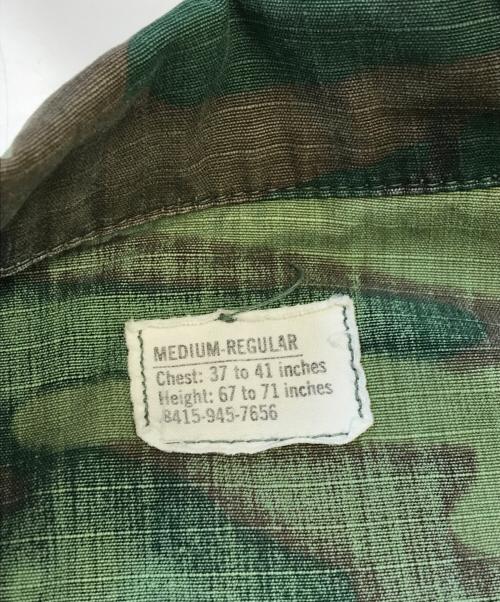 MEDIUM-REGULAR
Chest: 37 to 41 inches
Height: 67 to 71 inches
8415-945-7656